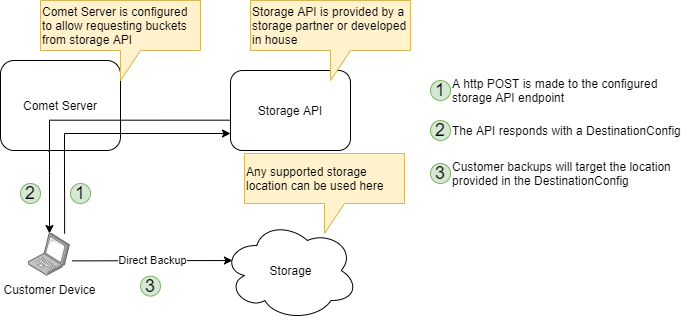 Comet Server is configured
to allow requesting buckets
from storage API
Storage API is provided by a
storage partner or developed
in house
Comet Server
Storage API
1
A http POST is made to the configured
storage API endpoint
2
The API responds with a DestinationConfig
3
Customer backups will target the location
provided in the DestinationConfig
Any supported storage
location can be used here
2
1
Direct Backup
3
Storage
Customer Device